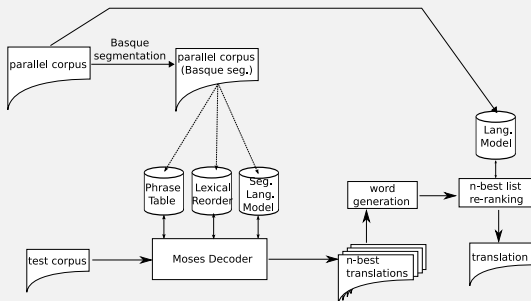 Basque
segmentation
parallel corpus
parallel corpus
(Basque seg.)
Lang.
Model
Phrase
Table
Lexical
Reorder
Seg.
Lang.
Model
word
generation
n-best list
re-ranking
test corpus
Moses Decoder
n-best
translations
translation